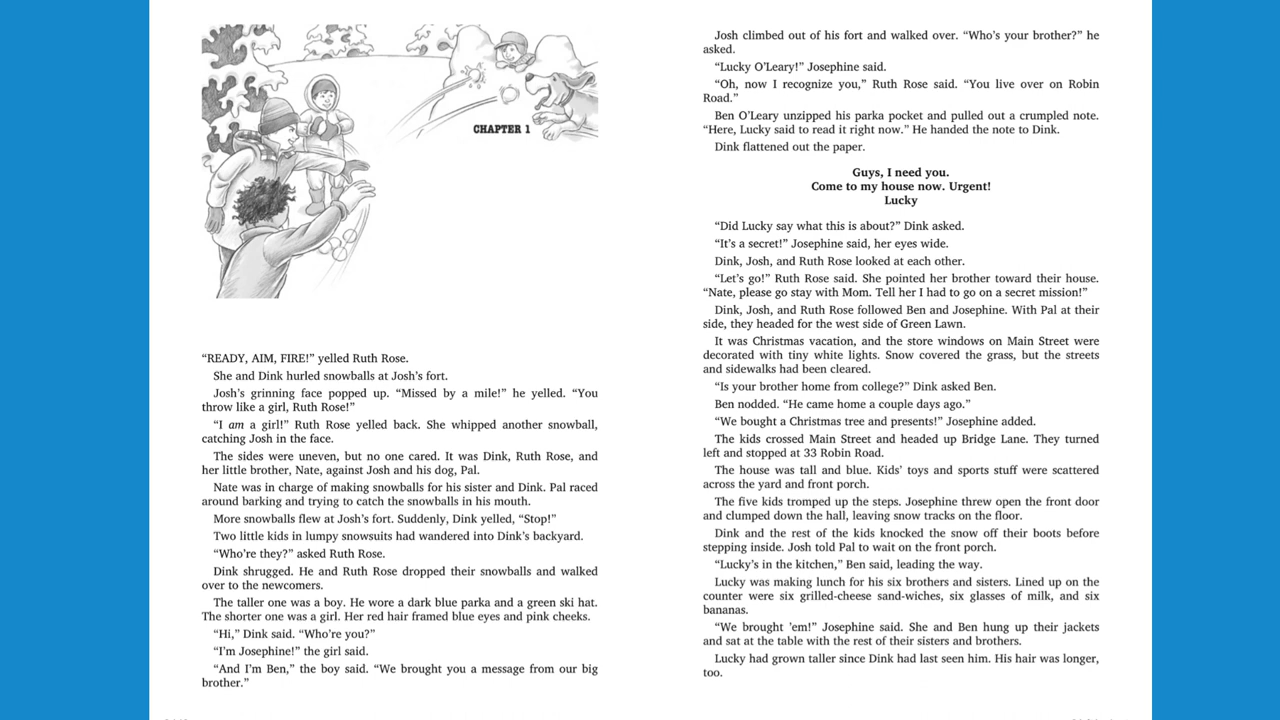 CHAPTER 1
“READY, AIM, FIRE!” yelled Ruth Rose.
She and Dink hurled snowballs at Josh’s fort.
Josh’s grinning face popped up. “Missed by a mile!” he yelled. “You
throw like a girl, Ruth Rose!”
“I am a girl!” Ruth Rose yelled back. She whipped another snowball,
catching Josh in the face.
The sides were uneven, but no one cared. It was Dink, Ruth Rose, and
her little brother, Nate, against Josh and his dog, Pal.
Nate was in charge of making snowballs for his sister and Dink. Pal raced
around barking and trying to catch the snowballs in his mouth.
More snowballs flew at Josh’s fort. Suddenly, Dink yelled, “Stop!”
Two little kids in lumpy snowsuits had wandered into Dink’s backyard.
“Who’re they?” asked Ruth Rose.
Dink shrugged. He and Ruth Rose dropped their snowballs and walked
over to the newcomers.
The taller one was a boy. He wore a dark blue parka and a green ski hat.
The shorter one was a girl. Her red hair framed blue eyes and pink cheeks.
“Hi,” Dink said. “Who’re you?”
“I’m Josephine!” the girl said.
“And I’m Ben,” the boy said. “We brought you a message from our big
brother.”
Josh climbed out of his fort and walked over. “Who’s your brother?” he
asked.
“Lucky O’Leary!” Josephine said.
“Oh, now I recognize you,” Ruth Rose said. “You live over on Robin
Road.”
Ben O’Leary unzipped his parka pocket and pulled out a crumpled note.
“Here, Lucky said to read it right now.” He handed the note to Dink.
Dink flattened out the paper.
Guys, I need you.
Come to my house now. Urgent!
Lucky
“Did Lucky say what this is about?” Dink asked.
“It’s a secret!” Josephine said, her eyes wide.
Dink, Josh, and Ruth Rose looked at each other.
“Let’s go!” Ruth Rose said. She pointed her brother toward their house.
“Nate, please go stay with Mom. Tell her I had to go on a secret mission!”
Dink, Josh, and Ruth Rose followed Ben and Josephine. With Pal at their
side, they headed for the west side of Green Lawn.
It was Christmas vacation, and the store windows on Main Street were
decorated with tiny white lights. Snow covered the grass, but the streets
and sidewalks had been cleared.
“Is your brother home from college?” Dink asked Ben.
Ben nodded. “He came home a couple days ago.”
“We bought a Christmas tree and presents!” Josephine added.
The kids crossed Main Street and headed up Bridge Lane. They turned
left and stopped at 33 Robin Road.
The house was tall and blue. Kids’ toys and sports stuff were scattered
across the yard and front porch.
The five kids tromped up the steps. Josephine threw open the front door
and clumped down the hall, leaving snow tracks on the floor.
Dink and the rest of the kids knocked the snow off their boots before
stepping inside. Josh told Pal to wait on the front porch.
“Lucky’s in the kitchen,” Ben said, leading the way.
Lucky was making lunch for his six brothers and sisters. Lined up on the
counter were six grilled-cheese sand-wiches, six glasses of milk, and six
bananas.
“We brought ’em!” Josephine said. She and Ben hung up their jackets
and sat at the table with the rest of their sisters and brothers.
Lucky had grown taller since Dink had last seen him. His hair was longer,
too.